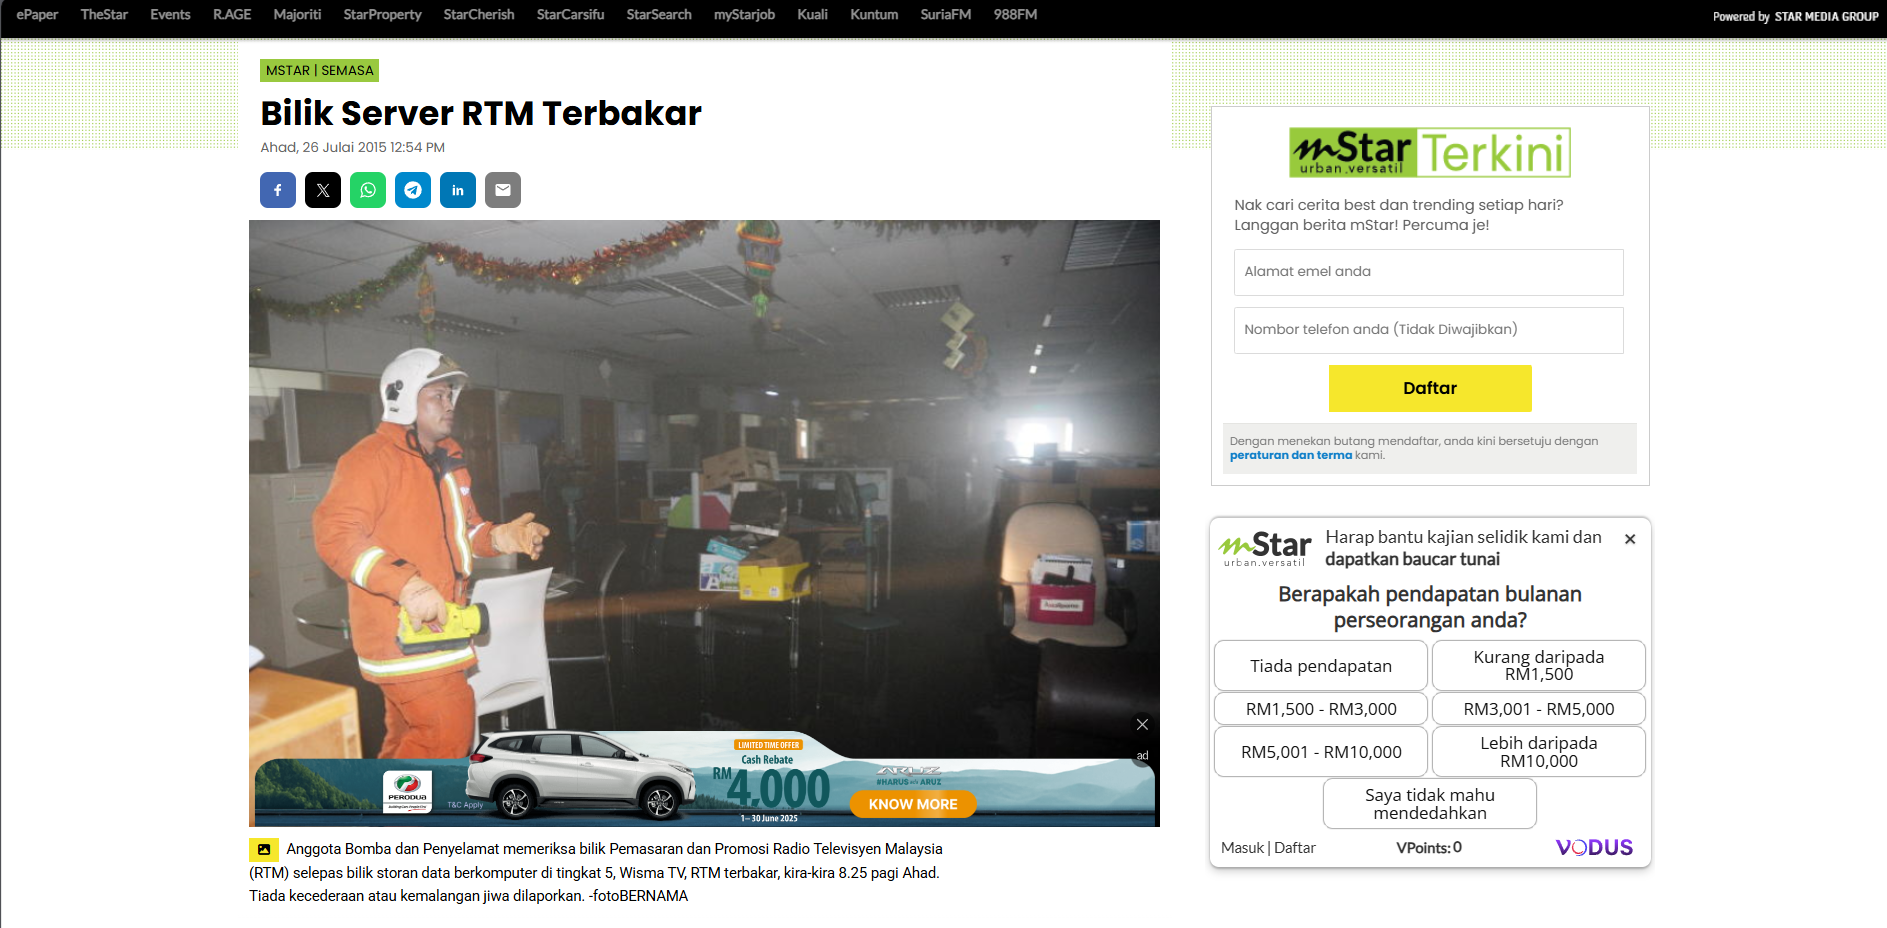 ePaper TheStar Events R.AGE Majoriti StarProperty StarCherish StarCarsifu StarSearch myStarjob Kuali Kuntum SuriaFM 988FM
Powered by STAR MEDIA GROUP
MSTAR | SEMASA
Bilik Server RTM Terbakar
Ahad, 26 Julai 2015 12:54 PM
in
LIMITED TIME OFFER
Cash Rebate
RM 4,000
1 – 30 June 2025
PERODUA
T&C Apply
ARUZ
#HARUS ARUZ
KNOW MORE
ad
Anggota Bomba dan Penyelamat memeriksa bilik Pemasaran dan Promosi Radio Televisyen Malaysia
(RTM) selepas bilik storan data berkomputer di tingkat 5, Wisma TV, RTM terbakar, kira-kira 8.25 pagi Ahad.
Tiada kecederaan atau kemalangan jiwa dilaporkan. -fotoBERNAMA
mStar Terkini
urban.versatil
Nak cari cerita best dan trending setiap hari?
Langgan berita mStar! Percuma je!
Alamat emel anda
Nombor telefon anda (Tidak Diwajibkan)
Daftar
Dengan menekan butang mendaftar, anda kini bersetuju dengan
peraturan dan terma kami.
mStar
urban.versatil
Harap bantu kajian selidik kami dan
dapatkan baucar tunai
Berapakah pendapatan bulanan
perseorangan anda?
Tiada pendapatan
Kurang daripada
RM1,500
RM1,500 - RM3,000
RM3,001 - RM5,000
RM5,001 - RM10,000
Lebih daripada
RM10,000
Saya tidak mahu
mendedahkan
Masuk | Daftar
VPoints: 0
VODUS